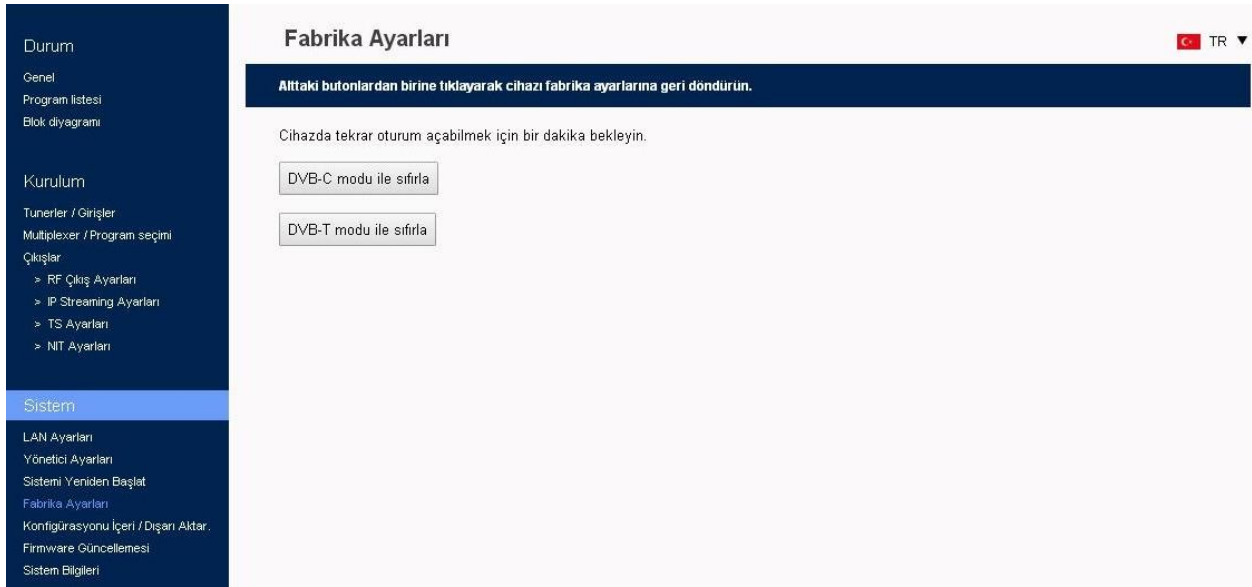 Durum
Genel
Program listesi
Blok diyagramı
Kurulum
Tunerler / Girişler
Multiplexer / Program seçimi
Çıkışlar
> RF Çıkış Ayarları
> IP Streaming Ayarları
> TS Ayarları
> NIT Ayarları
Sistem
LAN Ayarları
Yönetici Ayarları
Sistemi Yeniden Başlat
Fabrika Ayarları
Konfigürasyonu İçeri / Dışarı Aktar.
Firmware Güncellemesi
Sistem Bilgileri
Fabrika Ayarları
TR ▼
Alttaki butonlardan birine tıklayarak cihazı fabrika ayarlarına geri döndürün.
Cihazda tekrar oturum açabilmek için bir dakika bekleyin.
DVB-C modu ile sıfırla
DVB-T modu ile sıfırla